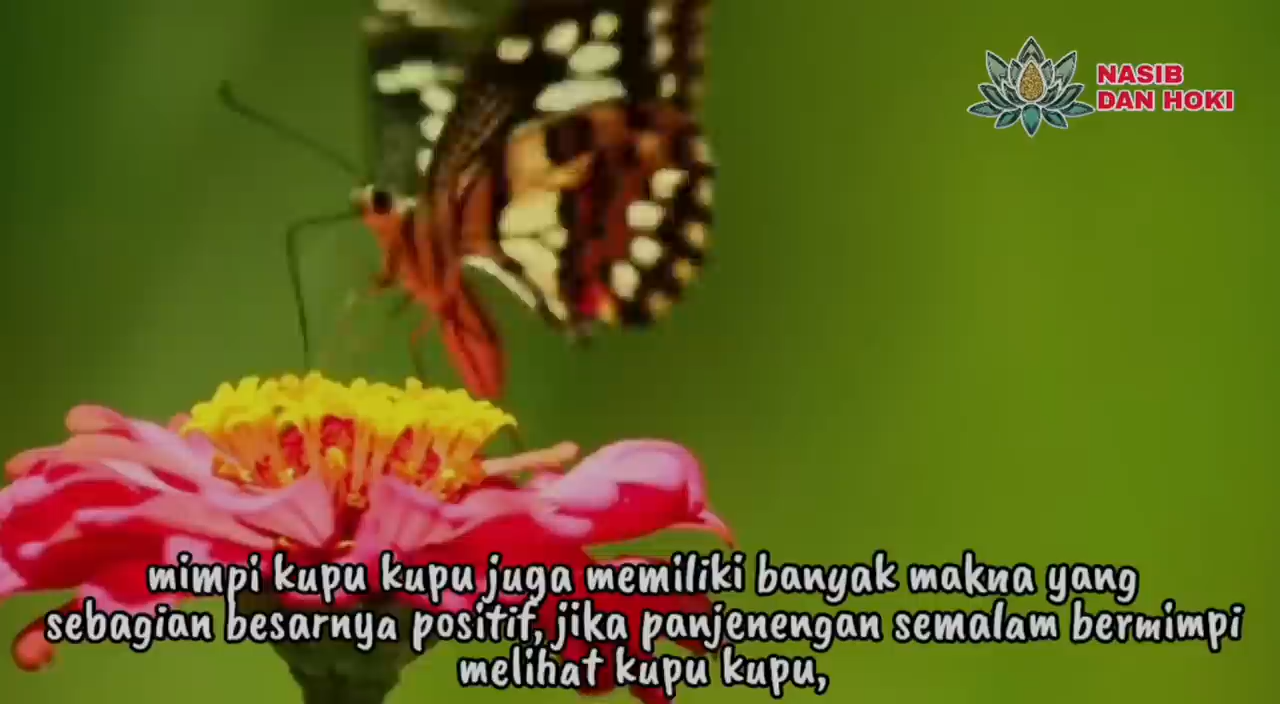 NASIB
DAN HOKI
mimpi kupu kupu juga memiliki banyak makna yang
sebagian besarnya positif, jika panjenengan semalam bermimpi
melihat kupu kupu,